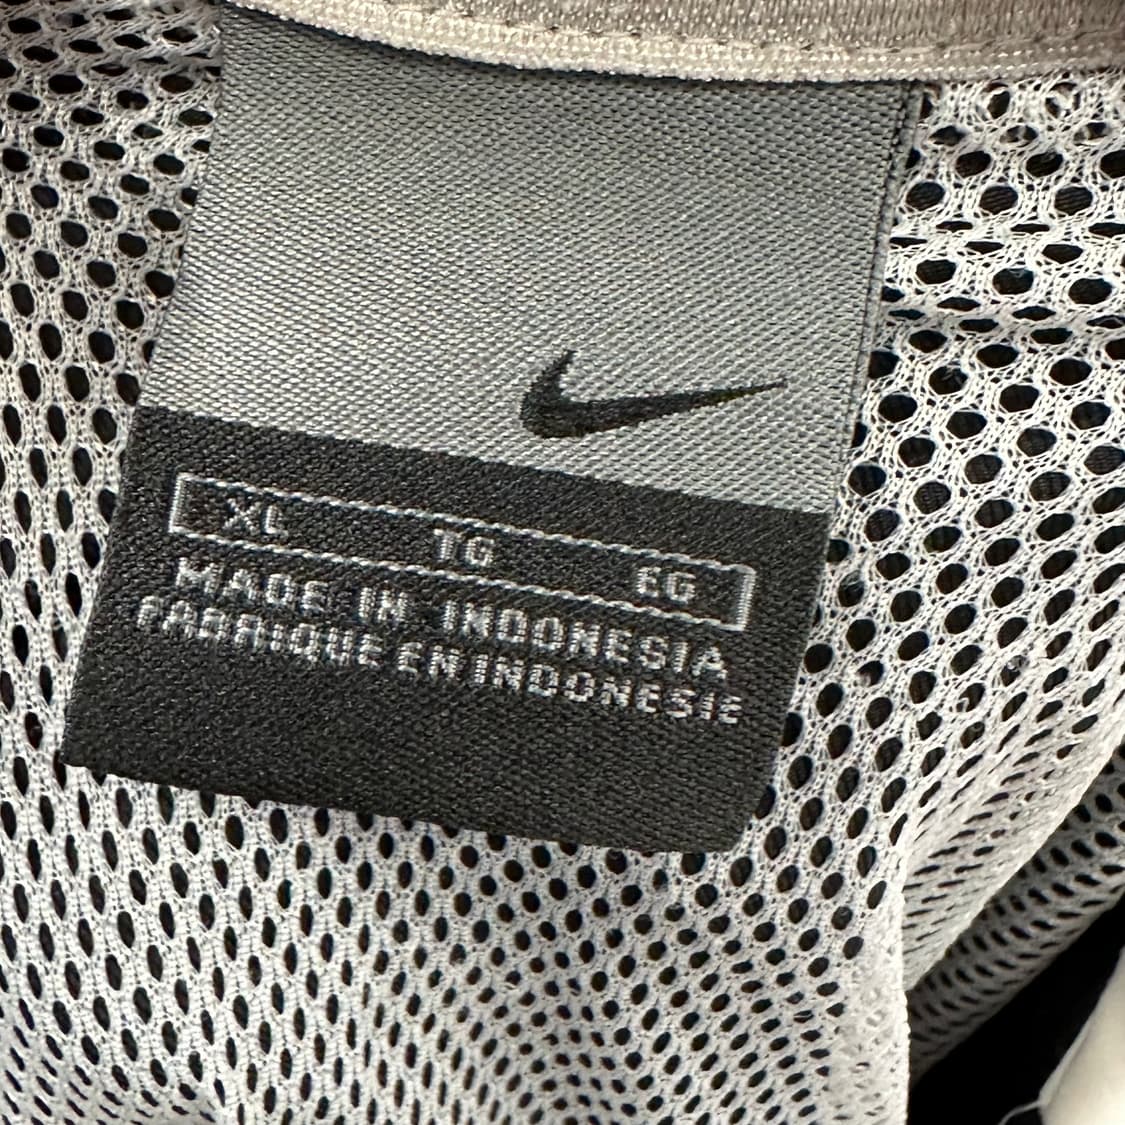 XL TG EG
MADE IN INDONESIA
FABRIQUE EN INDONESIE